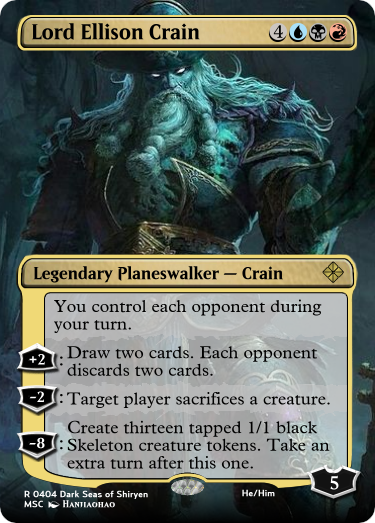 Lord Ellison Crain 4
Legendary Planeswalker — Crain
You control each opponent during
your turn.
+2: Draw two cards. Each opponent
discards two cards.
-2: Target player sacrifices a creature.
Create thirteen tapped 1/1 black
-8: Skeleton creature tokens. Take an
extra turn after this one.
5
R 0404 Dark Seas of Shiryen He/Him
MSC Haniiaohao